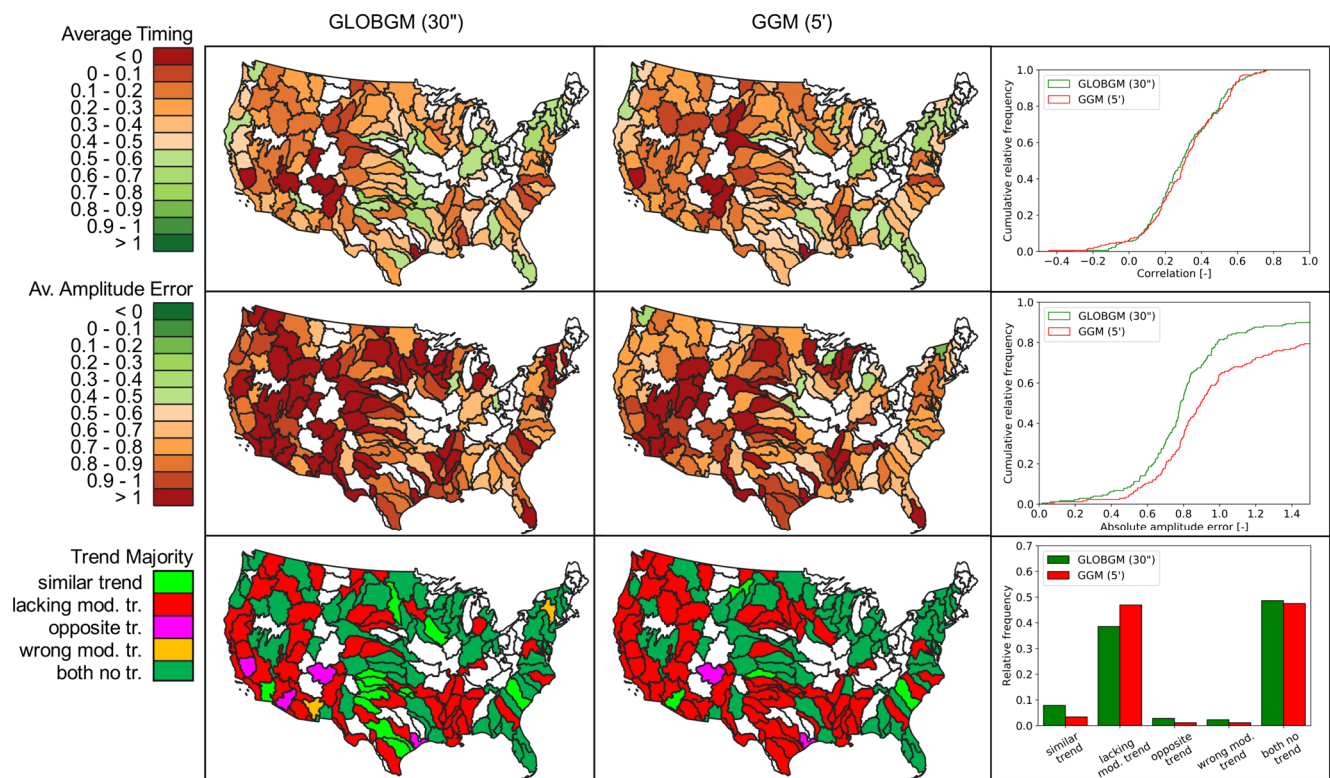 GLOBGM (30")
GGM (5')
Average Timing
< 0
0 - 0.1
0.1 - 0.2
0.2 - 0.3
0.3 - 0.4
0.4 - 0.5
0.5 - 0.6
0.6 - 0.7
0.7 - 0.8
0.8 - 0.9
0.9 - 1
> 1
1.0
0.8
0.6
0.4
0.2
0.0
Cumulative relative frequency
GLOBGM (30")
GGM (5')
−0.4 −0.2 0.0 0.2 0.4 0.6 0.8 1.0
Correlation [-]
Av. Amplitude Error
< 0
0 - 0.1
0.1 - 0.2
0.2 - 0.3
0.3 - 0.4
0.4 - 0.5
0.5 - 0.6
0.6 - 0.7
0.7 - 0.8
0.8 - 0.9
0.9 - 1
> 1
1.0
0.8
0.6
0.4
0.2
0.0
Cumulative relative frequency
GLOBGM (30")
GGM (5')
0.0 0.2 0.4 0.6 0.8 1.0 1.2 1.4
Absolute amplitude error [-]
Trend Majority
similar trend
lacking mod. tr.
opposite tr.
wrong mod. tr.
both no tr.
0.7
0.6
0.5
0.4
0.3
0.2
0.1
0.0
Relative frequency
GLOBGM (30")
GGM (5')
similar
trend
lacking
mod. trend
opposite
trend
wrong mod.
trend
both no
trend